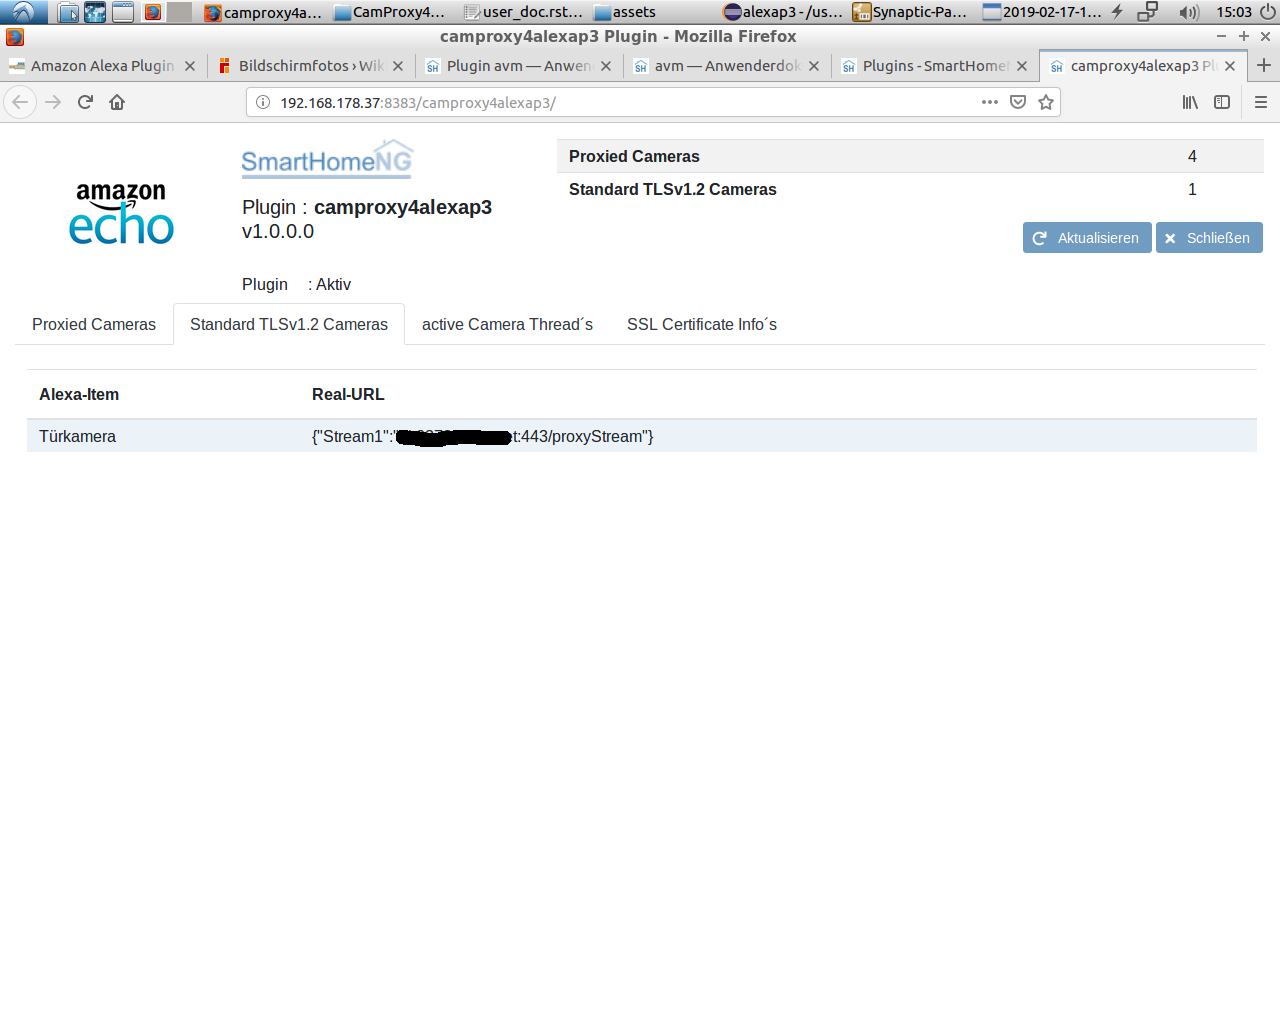 camproxy4a... CamProxy4... user_doc.rst... assets alexap3 - /us... Synaptic-Pa... 2019-02-17-1... 15:03
camproxy4alexap3 Plugin - Mozilla Firefox
Amazon Alexa Plugin Bildschirmfotos › Wik Plugin avm — Anwen avm — Anwenderdok Plugins - SmartHome camproxy4alexap3 Pl
192.168.178.37:8383/camproxy4alexap3/
amazon
echo
SmartHomeNG
Plugin : camproxy4alexap3
v1.0.0.0
Plugin : Aktiv
Proxied Cameras 4
Standard TLSv1.2 Cameras 1
Aktualisieren Schließen
Proxied Cameras Standard TLSv1.2 Cameras active Camera Thread´s SSL Certificate Info´s
Alexa-Item Real-URL
Türkamera {"Stream1":" t:443/proxyStream"}